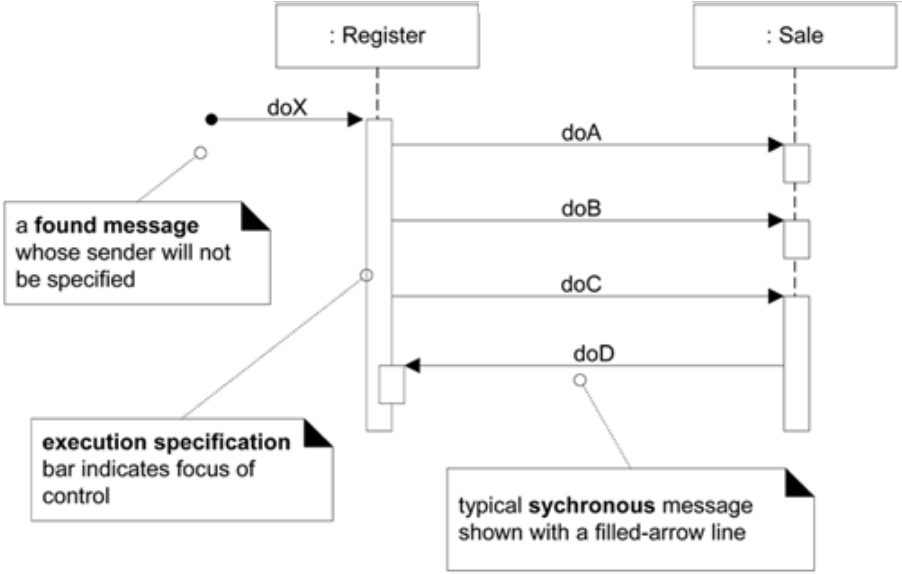 : Register
: Sale
doX
doA
a found message
whose sender will not
be specified
doB
doC
doD
execution specification
bar indicates focus of
control
typical sychronous message
shown with a filled-arrow line